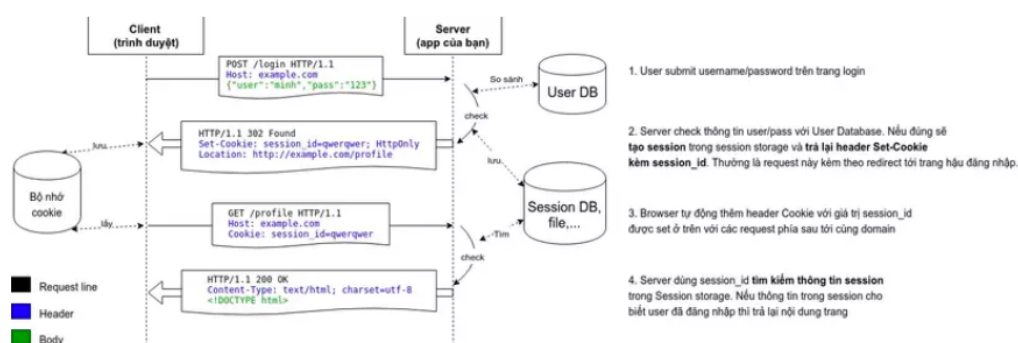 Client
(trình duyệt)
Server
(app của bạn)
POST /login HTTP/1.1
Host: example.com
{"user":"minh","pass":"123"}
So sánh
User DB
check
1. User submit username/password trên trang login
HTTP/1.1 302 Found
Set-Cookie: session_id=qwerqwer; HttpOnly
Location: http://example.com/profile
lưu
lưu
2. Server check thông tin user/pass với User Database. Nếu đúng sẽ
tạo session trong session storage và trả lại header Set-Cookie
kèm session_id. Thường là request này kèm theo redirect tới trang hậu đăng nhập.
Bộ nhớ
cookie
Session DB,
file,...
lấy
GET /profile HTTP/1.1
Host: example.com
Cookie: session_id=qwerqwer
Tìm
check
3. Browser tự động thêm header Cookie với giá trị session_id
được set ở trên với các request phía sau tới cùng domain
HTTP/1.1 200 OK
Content-Type: text/html; charset=utf-8
<!DOCTYPE html>
4. Server dùng session_id tìm kiếm thông tin session
trong Session storage. Nếu thông tin trong session cho
biết user đã đăng nhập thì trả lại nội dung trang
Request line
Header
Body